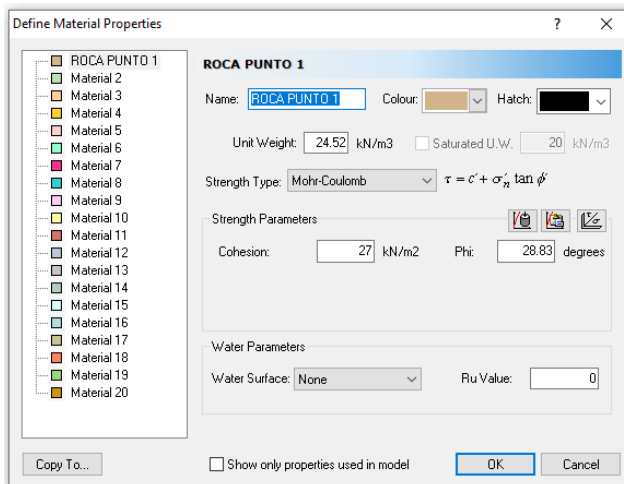 Define Material Properties ? ×
ROCA PUNTO 1
Material 2
Material 3
Material 4
Material 5
Material 6
Material 7
Material 8
Material 9
Material 10
Material 11
Material 12
Material 13
Material 14
Material 15
Material 16
Material 17
Material 18
Material 19
Material 20
ROCA PUNTO 1
Name: ROCA PUNTO 1 Colour: Hatch:
Unit Weight: 24.52 kN/m3 Saturated U.W. 20 kN/m3
Strength Type: Mohr-Coulomb τ = c′ + σ′n tan ϕ′
Strength Parameters
Cohesion: 27 kN/m2 Phi: 28.83 degrees
Water Parameters
Water Surface: None Ru Value: 0
Copy To... Show only properties used in model OK Cancel